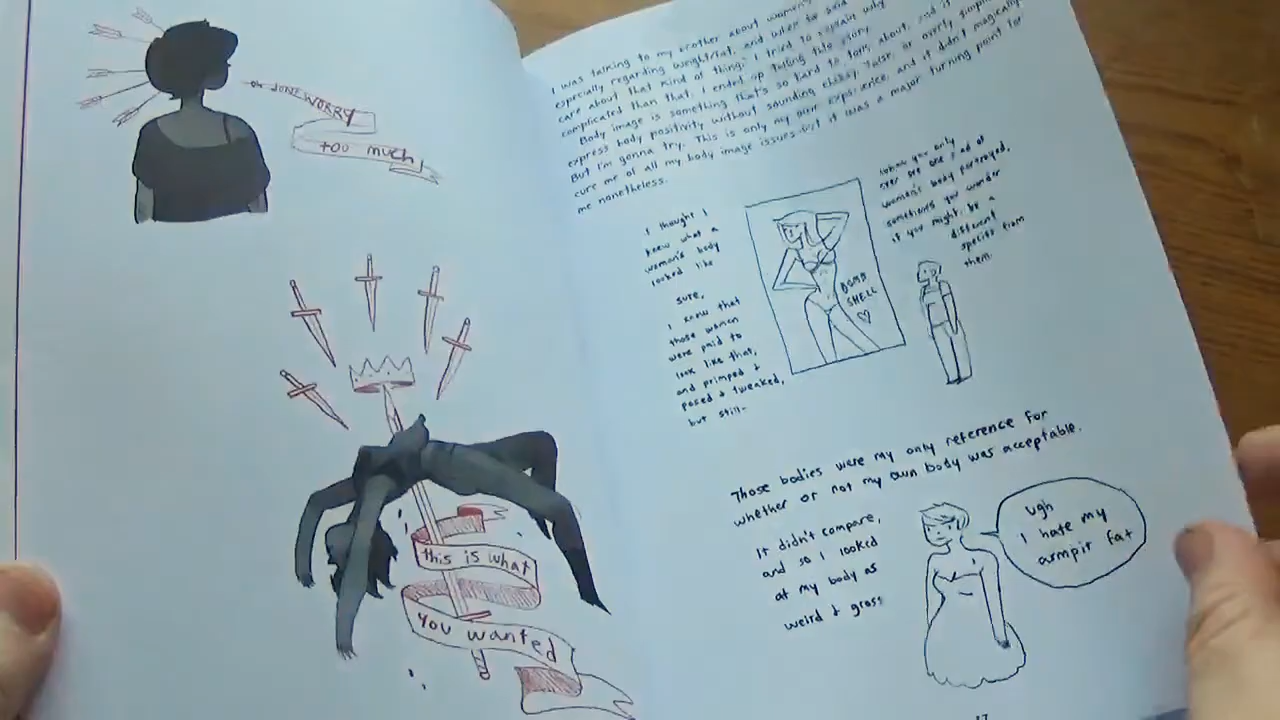 oh DONT WORRY
too much!
this is what
you wanted
I was talking to my brother about women's
especially regarding weight/fat, and when he said
care about that kind of thing," I tried to explain why
complicated than that. I ended up telling this story.
Body image is something that's so hard to talk about, and it
express body positivity without sounding cheesy, false, or overly simplistic
But I'm gonna try. This is only my own experience, and it didn't magically
cure me of all my body image issues but it was a major turning point for
me nonetheless.
I thought I
knew what a
woman's body
looked like
sure,
I know that
those women
were paid to
look like that,
and primped &
posed & tweaked,
but still-
BOMB
SHELL
When you only
ever see one kind of
woman's body portrayed,
sometimes you wonder
if you might be a
different
species from
them.
Those bodies were my only reference for
whether or not my own body was acceptable.
It didn't compare,
and so I looked
at my body as
weird & gross
ugh
I hate my
armpit fat
17